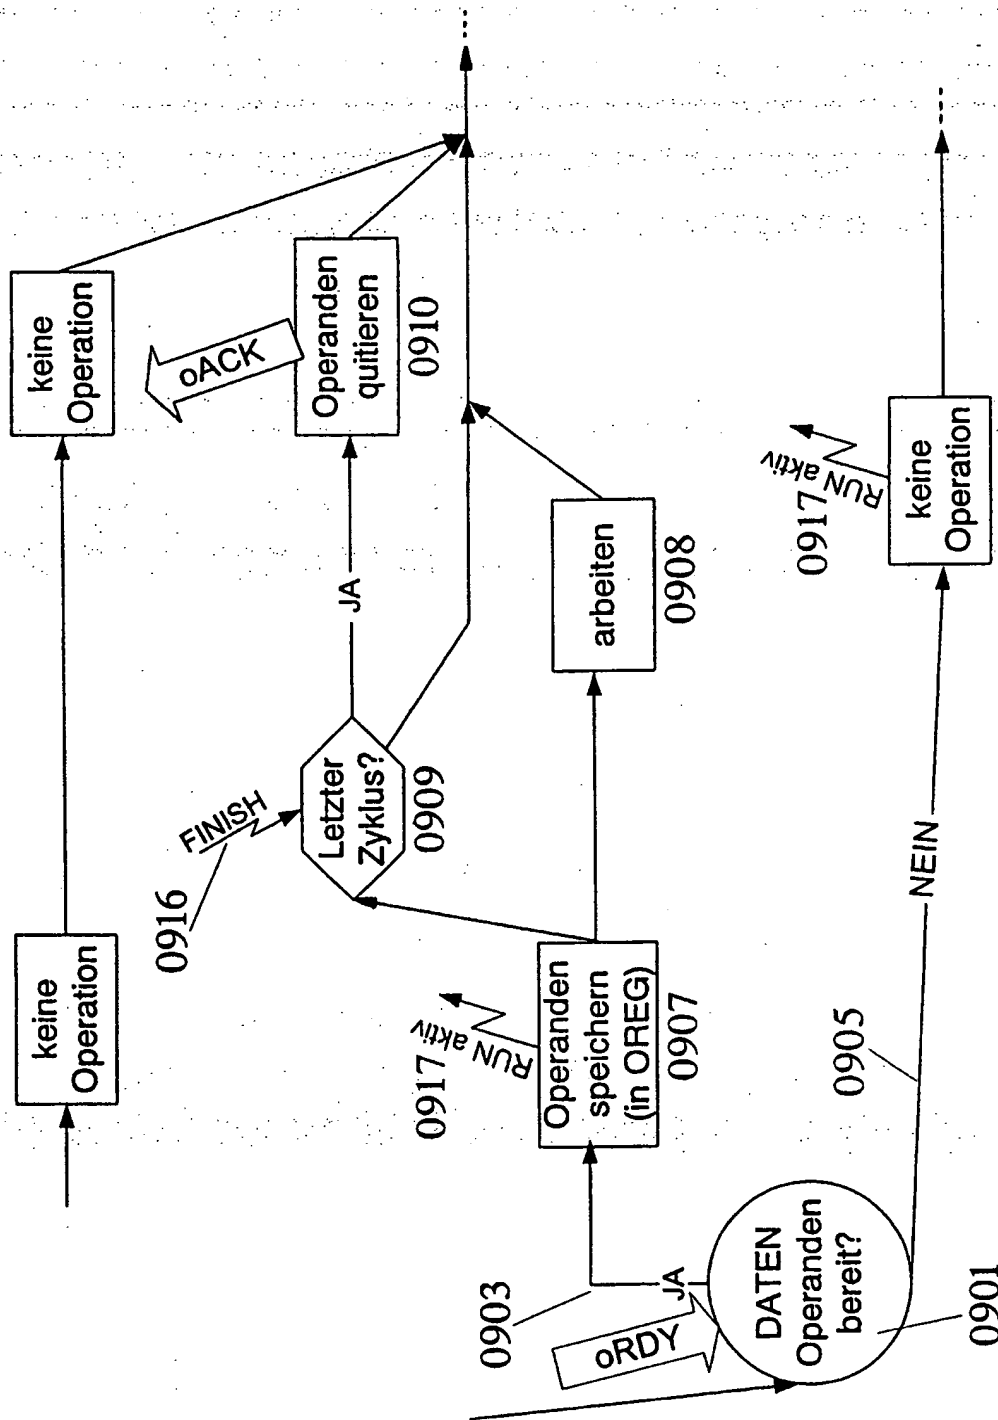 keine
Operation
keine
Operation
0916
FINISH
Letzter
Zyklus?
0909
JA
oACK
Operanden
quitieren
0910
0903
oRDY
JA
DATEN
Operanden
bereit?
0901
0917
RUN aktiv
Operanden
speichern
(in OREG)
0907
arbeiten
0908
0905
NEIN
0917
RUN aktiv
keine
Operation